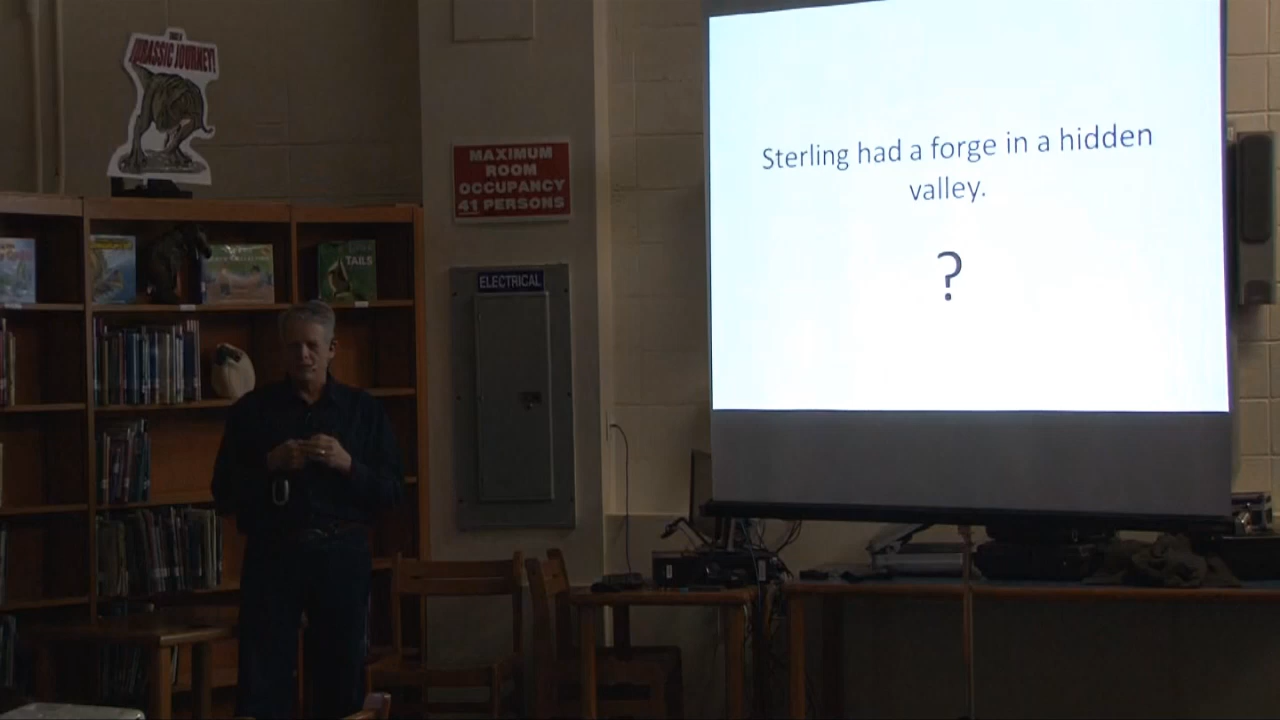 JURASSIC JOURNEY!
MAXIMUM
ROOM
OCCUPANCY
41 PERSONS
ELECTRICAL
TAILS
Sterling had a forge in a hidden
valley.
?